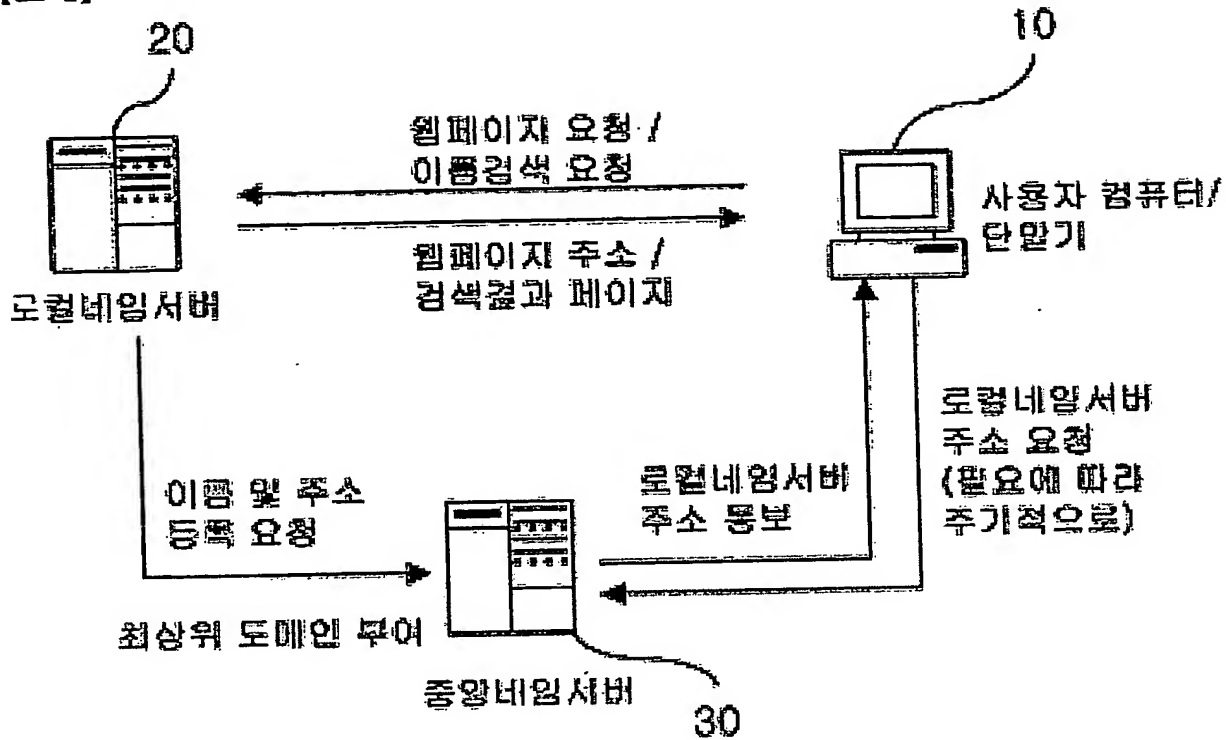 20
10
웹페이지 요청 /
이름검색 요청
사용자 컴퓨터/
단말기
웹페이지 주소 /
검색결과 페이지
로컬네임서버
로컬네임서버
주소 요청
(필요에 따라
주기적으로)
이름 및 주소
등록 요청
로컬네임서버
주소 통보
최상위 도메인 부여
중앙네임서버
30